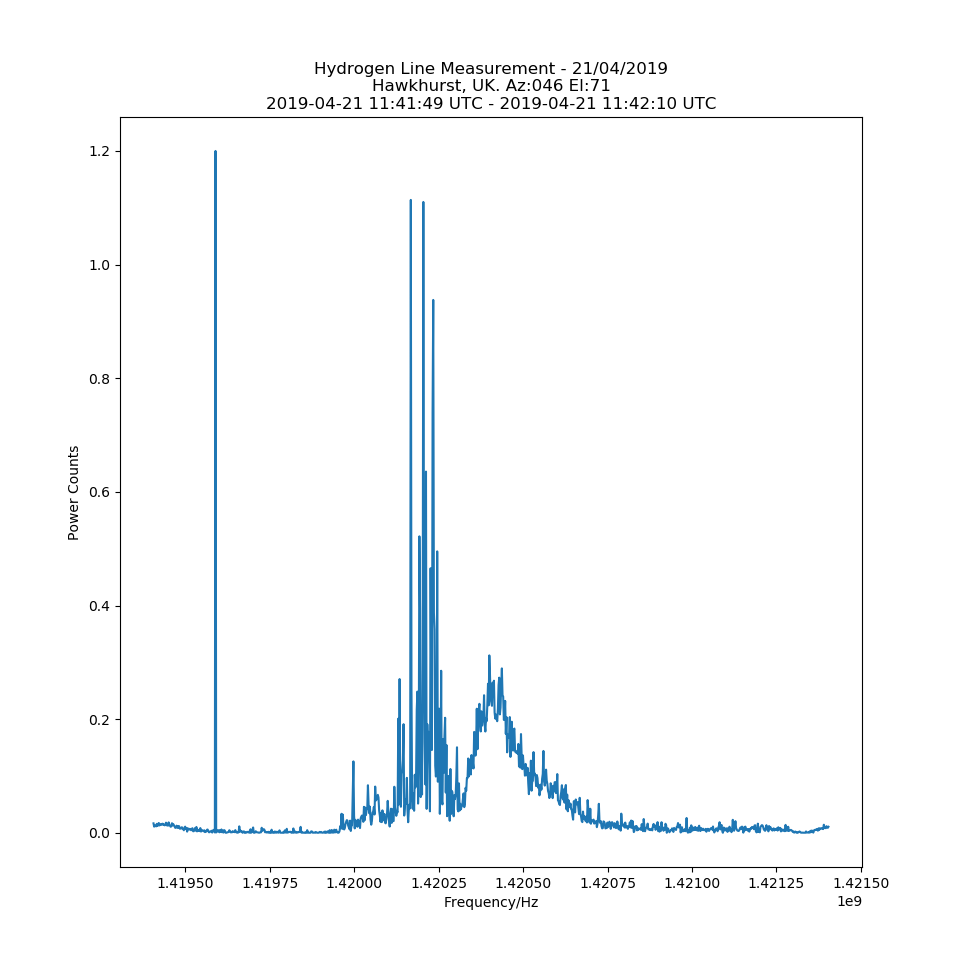 Hydrogen Line Measurement - 21/04/2019
Hawkhurst, UK. Az:046 El:71
2019-04-21 11:41:49 UTC - 2019-04-21 11:42:10 UTC
1.2
1.0
0.8
0.6
0.4
0.2
0.0
Power Counts
1.41950 1.41975 1.42000 1.42025 1.42050 1.42075 1.42100 1.42125 1.42150
Frequency/Hz
1e9